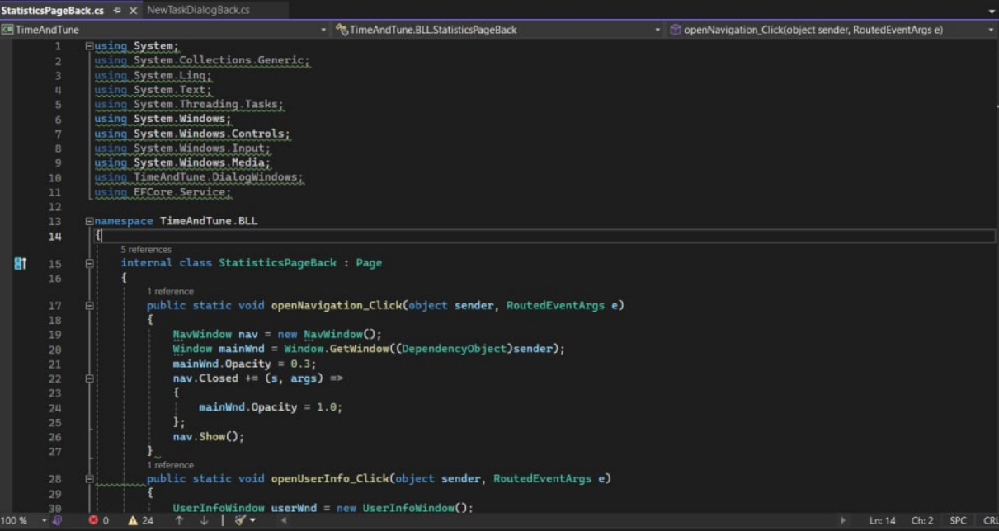 StatisticsPageBack.cs NewTaskDialogBack.cs
TimeAndTune TimeAndTune.BLL.StatisticsPageBack openNavigation_Click(object sender, RoutedEventArgs e)
1 using System;
2 using System.Collections.Generic;
3 using System.Linq;
4 using System.Text;
5 using System.Threading.Tasks;
6 using System.Windows;
7 using System.Windows.Controls;
8 using System.Windows.Input;
9 using System.Windows.Media;
10 using TimeAndTune.DialogWindows;
11 using EFCore.Service;
12
13 namespace TimeAndTune.BLL
14 {
5 references
15 internal class StatisticsPageBack : Page
16 {
1 reference
17 public static void openNavigation_Click(object sender, RoutedEventArgs e)
18 {
19 NavWindow nav = new NavWindow();
20 Window mainWnd = Window.GetWindow((DependencyObject)sender);
21 mainWnd.Opacity = 0.3;
22 nav.Closed += (s, args) =>
23 {
24 mainWnd.Opacity = 1.0;
25 };
26 nav.Show();
27 }
1 reference
28 public static void openUserInfo_Click(object sender, RoutedEventArgs e)
29 {
30 UserInfoWindow userWnd = new UserInfoWindow();
100 % 0 24 Ln: 14 Ch: 2 SPC CRL